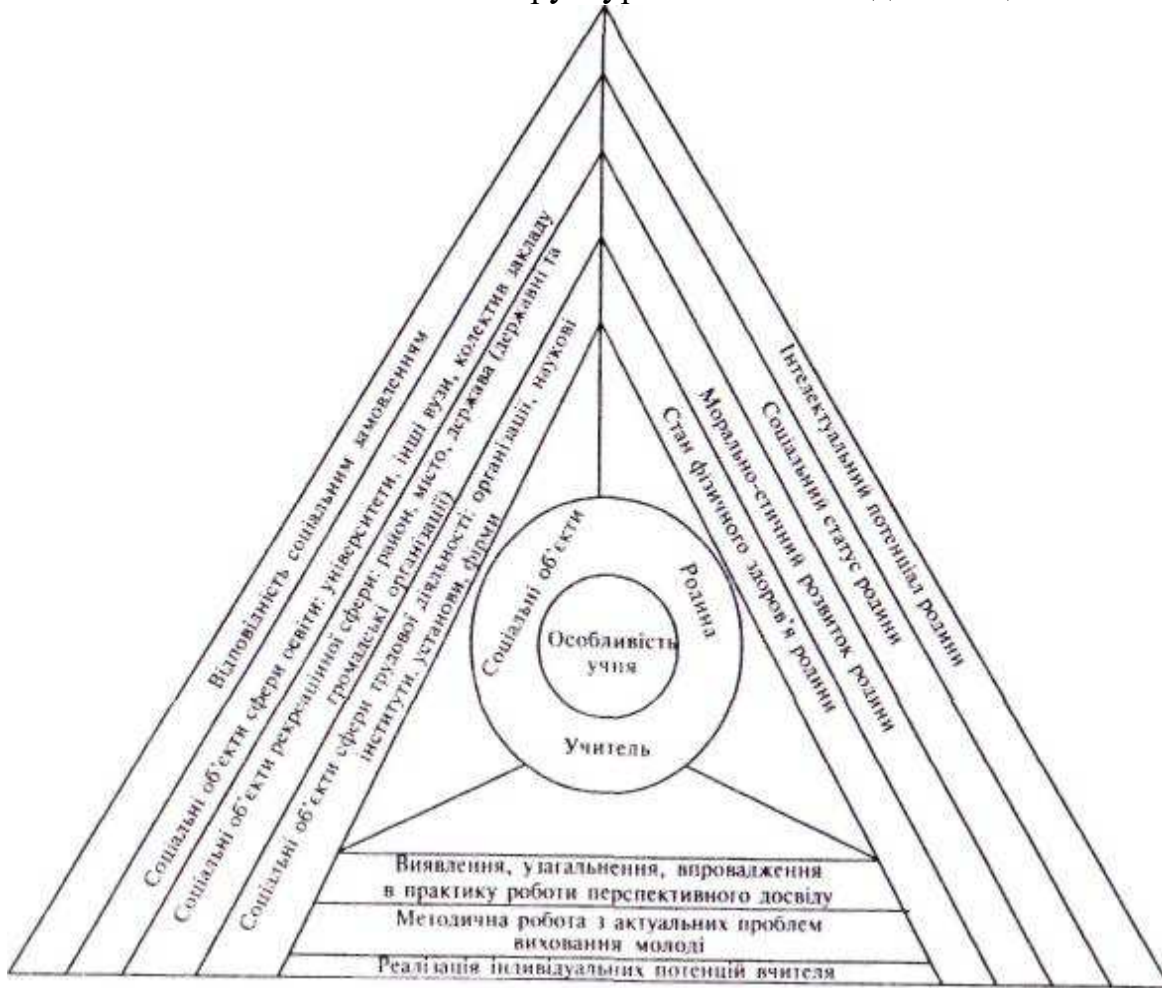 Відповідність соціальним замовленням
Соціальні об'єкти сфери освіти: університети, інші вузи, колектив закладу
Соціальні об'єкти рекреаційної сфери: район, місто, держава (державні та
громадські організації)
Соціальні об'єкти сфери трудової діяльності: організації, наукові
інститути, установи, фірми
Інтелектуальний потенціал родини
Соціальний статус родини
Морально-етичний розвиток родини
Стан фізичного здоров'я родини
Соціальні об'єкти
Родина
Особливість
учня
Учитель
Виявлення, узагальнення, впровадження
в практику роботи перспективного досвіду
Методична робота з актуальних проблем
виховання молоді
Реалізація індивідуальних потенцій вчителя